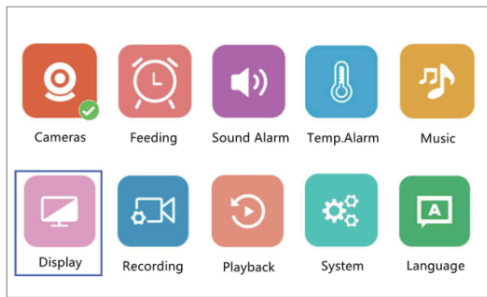 Cameras Feeding Sound Alarm Temp.Alarm Music
A
Display Recording Playback System Language